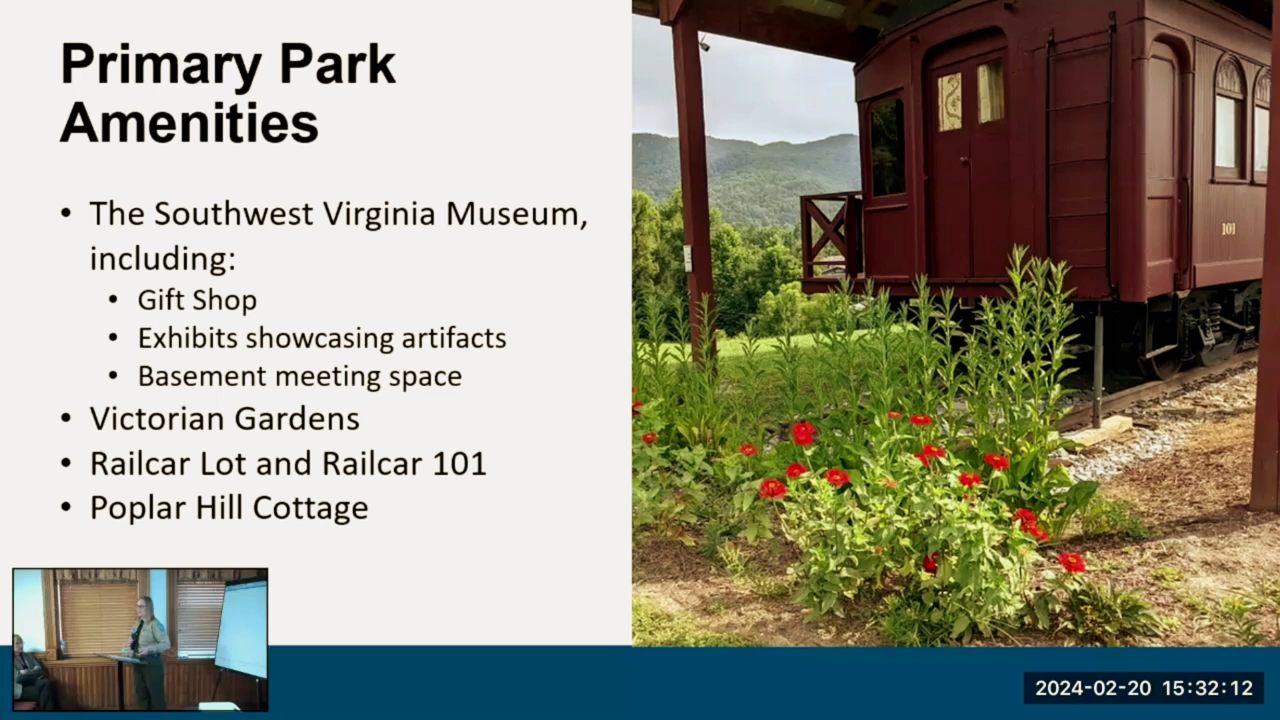 Primary Park
Amenities
• The Southwest Virginia Museum,
including:
• Gift Shop
• Exhibits showcasing artifacts
• Basement meeting space
• Victorian Gardens
• Railcar Lot and Railcar 101
• Poplar Hill Cottage
101
2024-02-20 15:32:12